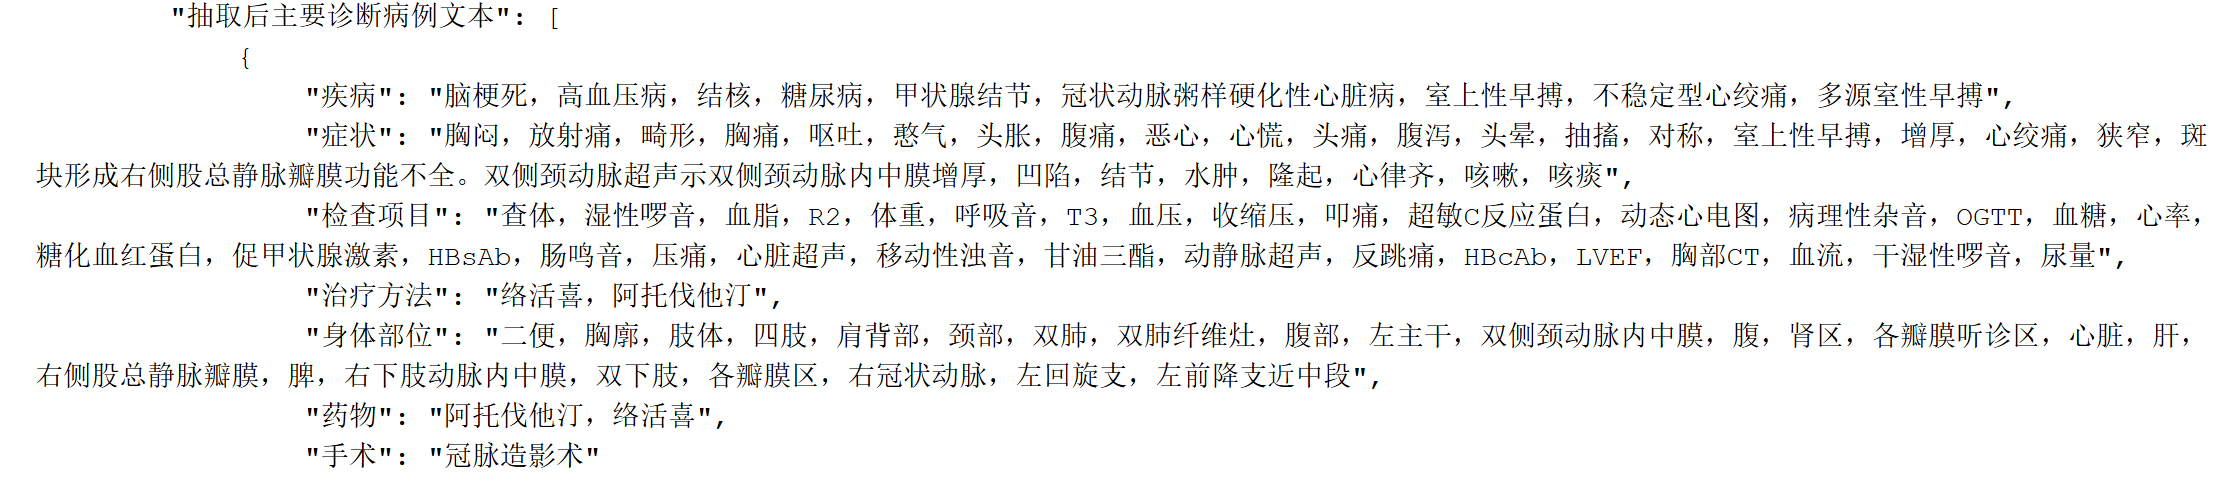 "抽取后主要诊断病例文本": [
{
"疾病": "脑梗死, 高血压病, 结核, 糖尿病, 甲状腺结节, 冠状动脉粥样硬化性心脏病, 室上性早搏, 不稳定型心绞痛, 多源室性早搏",
"症状": "胸闷, 放射痛, 畸形, 胸痛, 呕吐, 憋气, 头胀, 腹痛, 恶心, 心慌, 头痛, 腹泻, 头晕, 抽搐, 对称, 室上性早搏, 增厚, 心绞痛, 狭窄, 斑
块形成右侧股总静脉瓣膜功能不全。双侧颈动脉超声示双侧颈动脉内中膜增厚, 凹陷, 结节, 水肿, 隆起, 心律齐, 咳嗽, 咳痰",
"检查项目": "查体, 湿性啰音, 血脂, R2, 体重, 呼吸音, T3, 血压, 收缩压, 叩痛, 超敏C反应蛋白, 动态心电图, 病理性杂音, OGTT, 血糖, 心率,
糖化血红蛋白, 促甲状腺激素, HBsAb, 肠鸣音, 压痛, 心脏超声, 移动性浊音, 甘油三酯, 动静脉超声, 反跳痛, HBcAb, LVEF, 胸部CT, 血流, 干湿性啰音, 尿量",
"治疗方法": "络活喜, 阿托伐他汀",
"身体部位": "二便, 胸廓, 肢体, 四肢, 肩背部, 颈部, 双肺, 双肺纤维灶, 腹部, 左主干, 双侧颈动脉内中膜, 腹, 肾区, 各瓣膜听诊区, 心脏, 肝,
右侧股总静脉瓣膜, 脾, 右下肢动脉内中膜, 双下肢, 各瓣膜区, 右冠状动脉, 左回旋支, 左前降支近中段",
"药物": "阿托伐他汀, 络活喜",
"手术": "冠脉造影术"